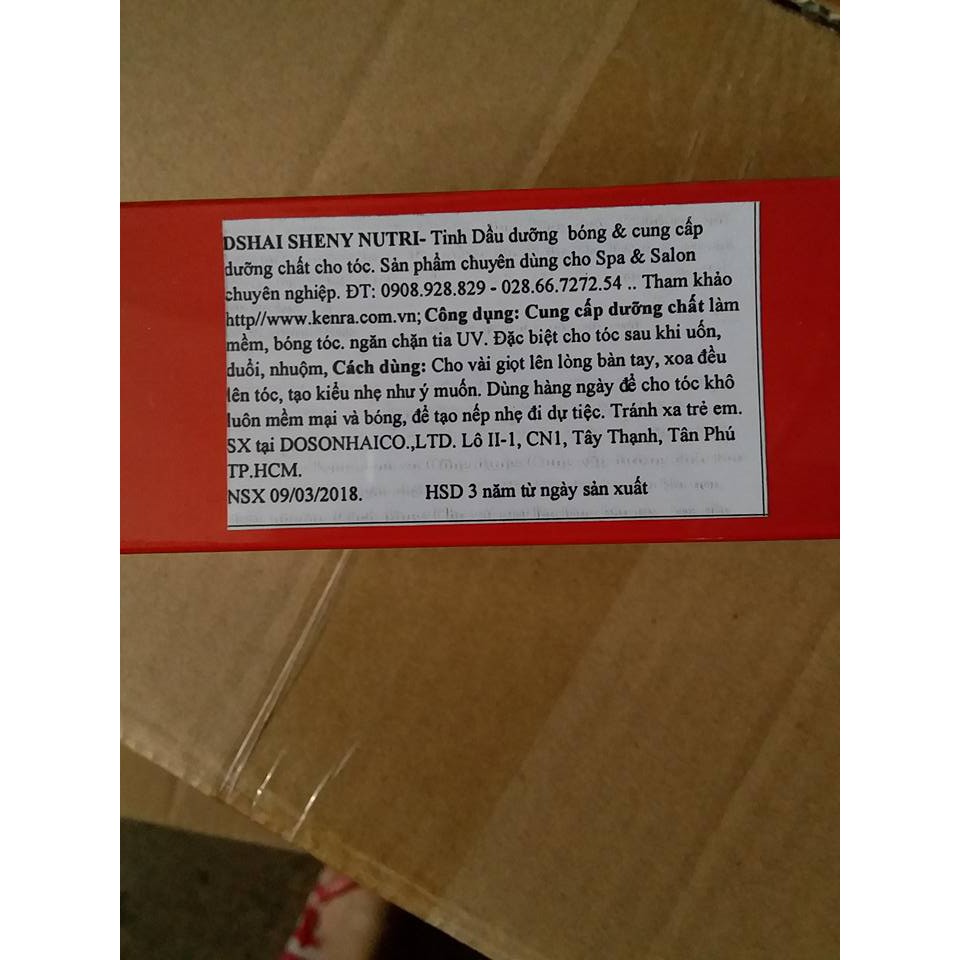 DSHAI SHENY NUTRI- Tinh Dầu dưỡng bóng & cung cấp
dưỡng chất cho tóc. Sản phẩm chuyên dùng cho Spa & Salon
chuyên nghiệp. ĐT: 0908.928.829 - 028.66.7272.54 .. Tham khảo
http//www.kenra.com.vn; Công dụng: Cung cấp dưỡng chất làm
mềm, bóng tóc. ngăn chặn tia UV. Đặc biệt cho tóc sau khi uốn,
duỗi, nhuộm, Cách dùng: Cho vài giọt lên lòng bàn tay, xoa đều
lên tóc, tạo kiểu nhẹ như ý muốn. Dùng hàng ngày để cho tóc khô
luôn mềm mại và bóng, để tạo nếp nhẹ đi dự tiệc. Tránh xa trẻ em.
SX tại DOSONHAICO.,LTD. Lô II-1, CN1, Tây Thạnh, Tân Phú
TP.HCM.
NSX 09/03/2018. HSD 3 năm từ ngày sản xuất